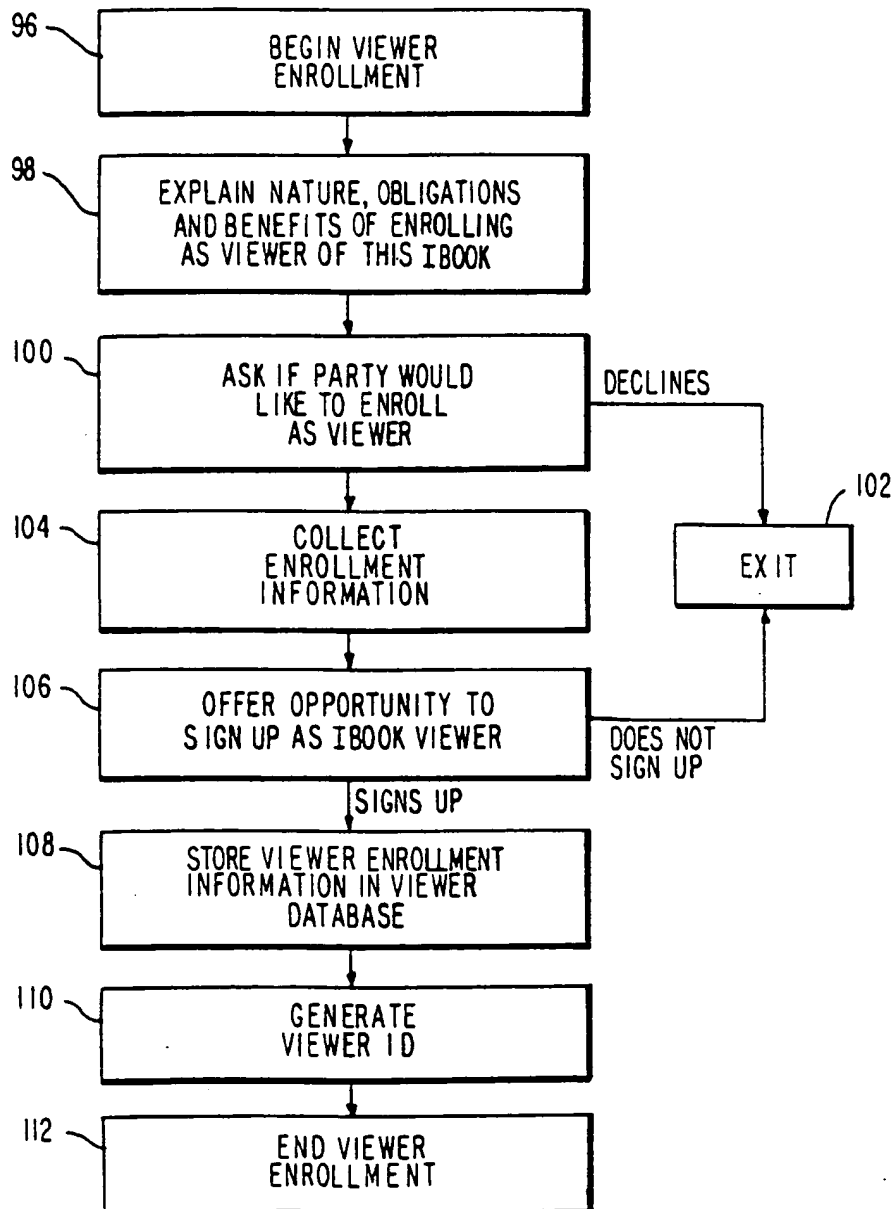 96
BEGIN VIEWER
ENROLLMENT
98
EXPLAIN NATURE, OBLIGATIONS
AND BENEFITS OF ENROLLING
AS VIEWER OF THIS IBOOK
100
ASK IF PARTY WOULD
LIKE TO ENROLL
AS VIEWER
DECLINES
102
EXIT
104
COLLECT
ENROLLMENT
INFORMATION
106
OFFER OPPORTUNITY TO
SIGN UP AS IBOOK VIEWER
DOES NOT
SIGN UP
SIGNS UP
108
STORE VIEWER ENROLLMENT
INFORMATION IN VIEWER
DATABASE
110
GENERATE
VIEWER ID
112
END VIEWER
ENROLLMENT